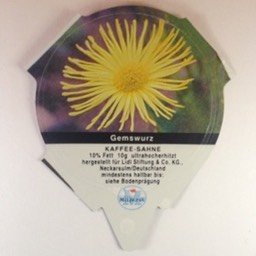 Gemswurz
KAFFEE-SAHNE
10% Fett 10g ultrahocherhitzt
hergestellt für Lidl Stiftung & Co. KG.,
Neckarsulm/Deutschland
mindestens haltbar bis:
siehe Bodenprägung